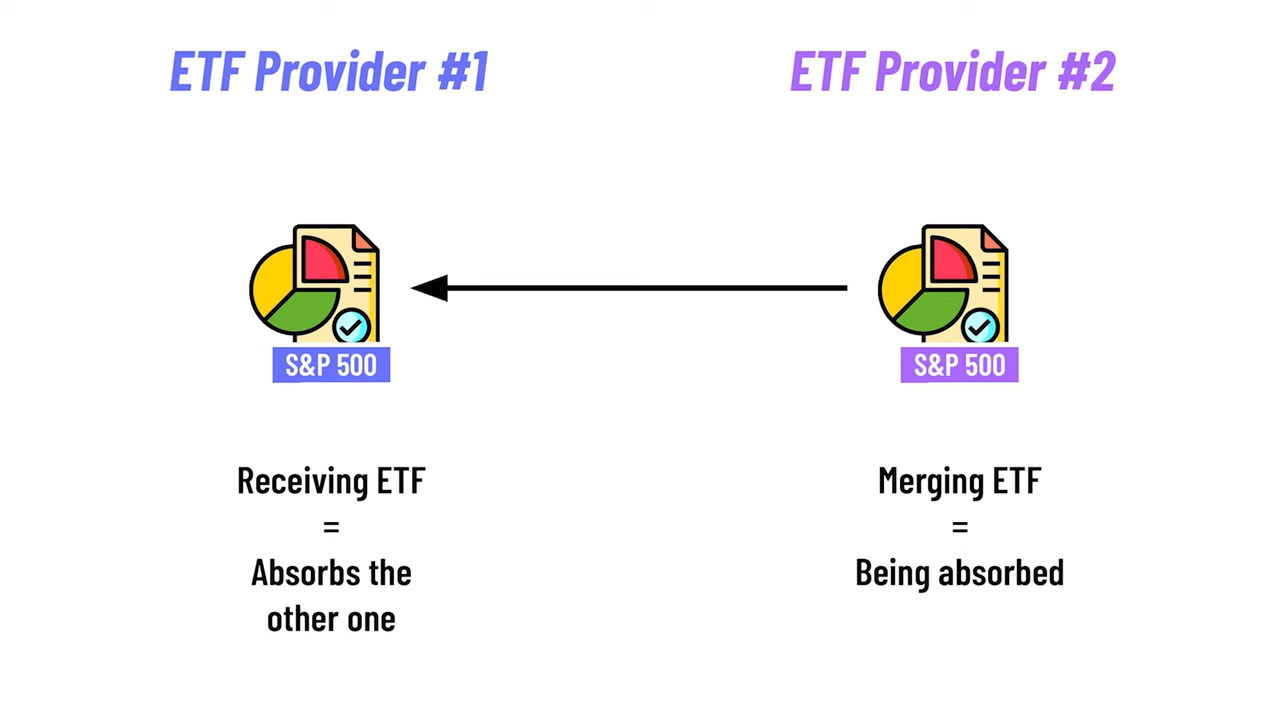 ETF Provider #1
ETF Provider #2
S&P 500
S&P 500
Receiving ETF
=
Absorbs the
other one
Merging ETF
=
Being absorbed